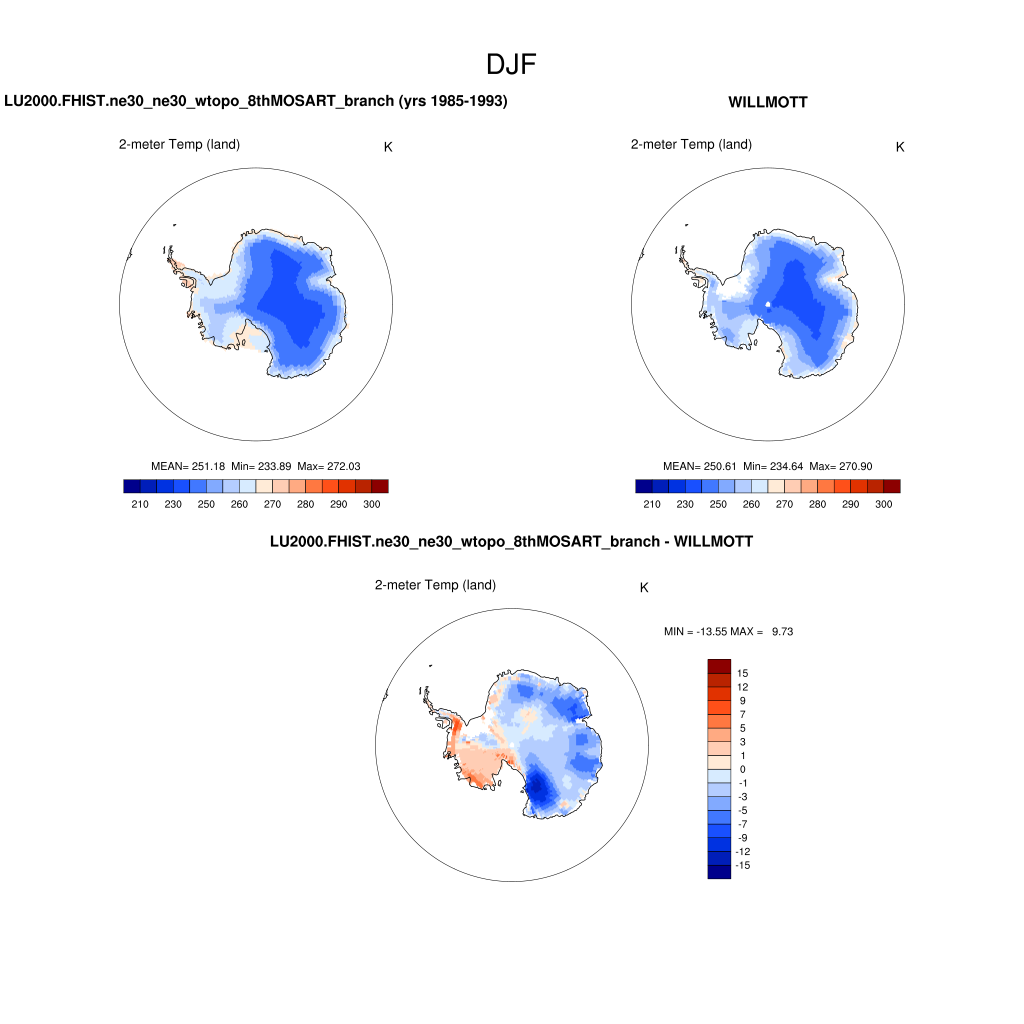 DJF
LU2000.FHIST.ne30_ne30_wtopo_8thMOSART_branch (yrs 1985-1993)
2-meter Temp (land) K
MEAN= 251.18 Min= 233.89 Max= 272.03
210 230 250 260 270 280 290 300
WILLMOTT
2-meter Temp (land) K
MEAN= 250.61 Min= 234.64 Max= 270.90
210 230 250 260 270 280 290 300
LU2000.FHIST.ne30_ne30_wtopo_8thMOSART_branch - WILLMOTT
2-meter Temp (land) K
MIN = -13.55 MAX = 9.73
15
12
9
7
5
3
1
0
-1
-3
-5
-7
-9
-12
-15